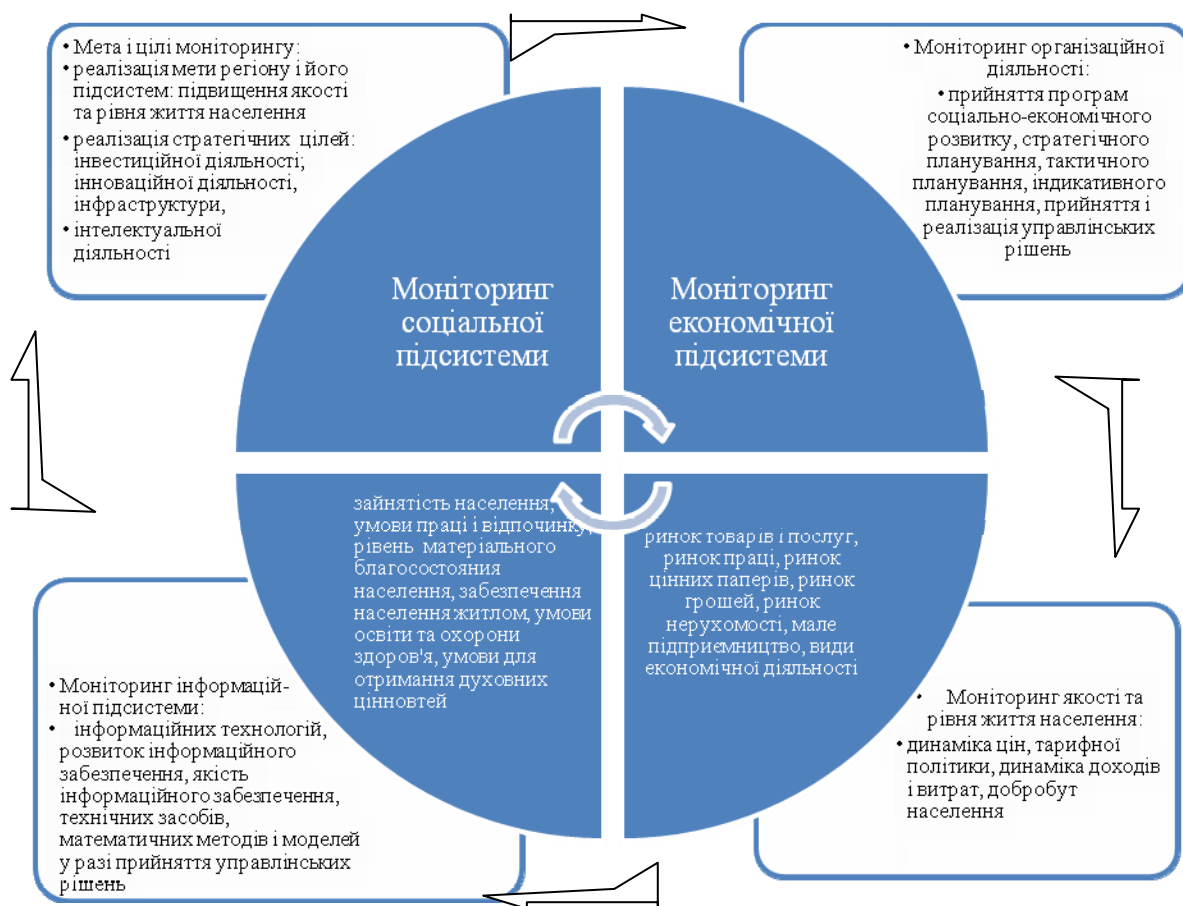 • Мета і цілі моніторингу:
• реалізація мети регіону і його
підсистем: підвищення якості
та рівня життя населення
• реалізація стратегічних цілей:
інвестиційної діяльності;
інноваційної діяльності,
інфраструктури,
• інтелектуальної
діяльності
• Моніторинг організаційної
діяльності:
• прийняття програм
соціально-економічного
розвитку, стратегічного
планування, тактичного
планування, індикативного
планування, прийняття і
реалізація управлінських
рішень
Моніторинг
соціальної
підсистеми
Моніторинг
економічної
підсистеми
зайнятість населення,
умови праці і відпочинку,
рівень матеріального
благосостояния
населення, забезпечення
населення житлом, умови
освіти та охорони
здоров'я, умови для
отримання духовних
цінновтей
ринок товарів і послуг,
ринок праці, ринок
цінних паперів, ринок
грошей, ринок
нерухомості, мале
підприємництво, види
економічної діяльності
• Моніторинг інформацій-
ної підсистеми:
• інформаційних технологій,
розвиток інформаційного
забезпечення, якість
інформаційного забезпечення,
технічних засобів,
математичних методів і моделей
у разі прийняття управлінських
рішень
• Моніторинг якості та
рівня життя населення:
• динаміка цін, тарифної
політики, динаміка доходів
і витрат, добробут
населення